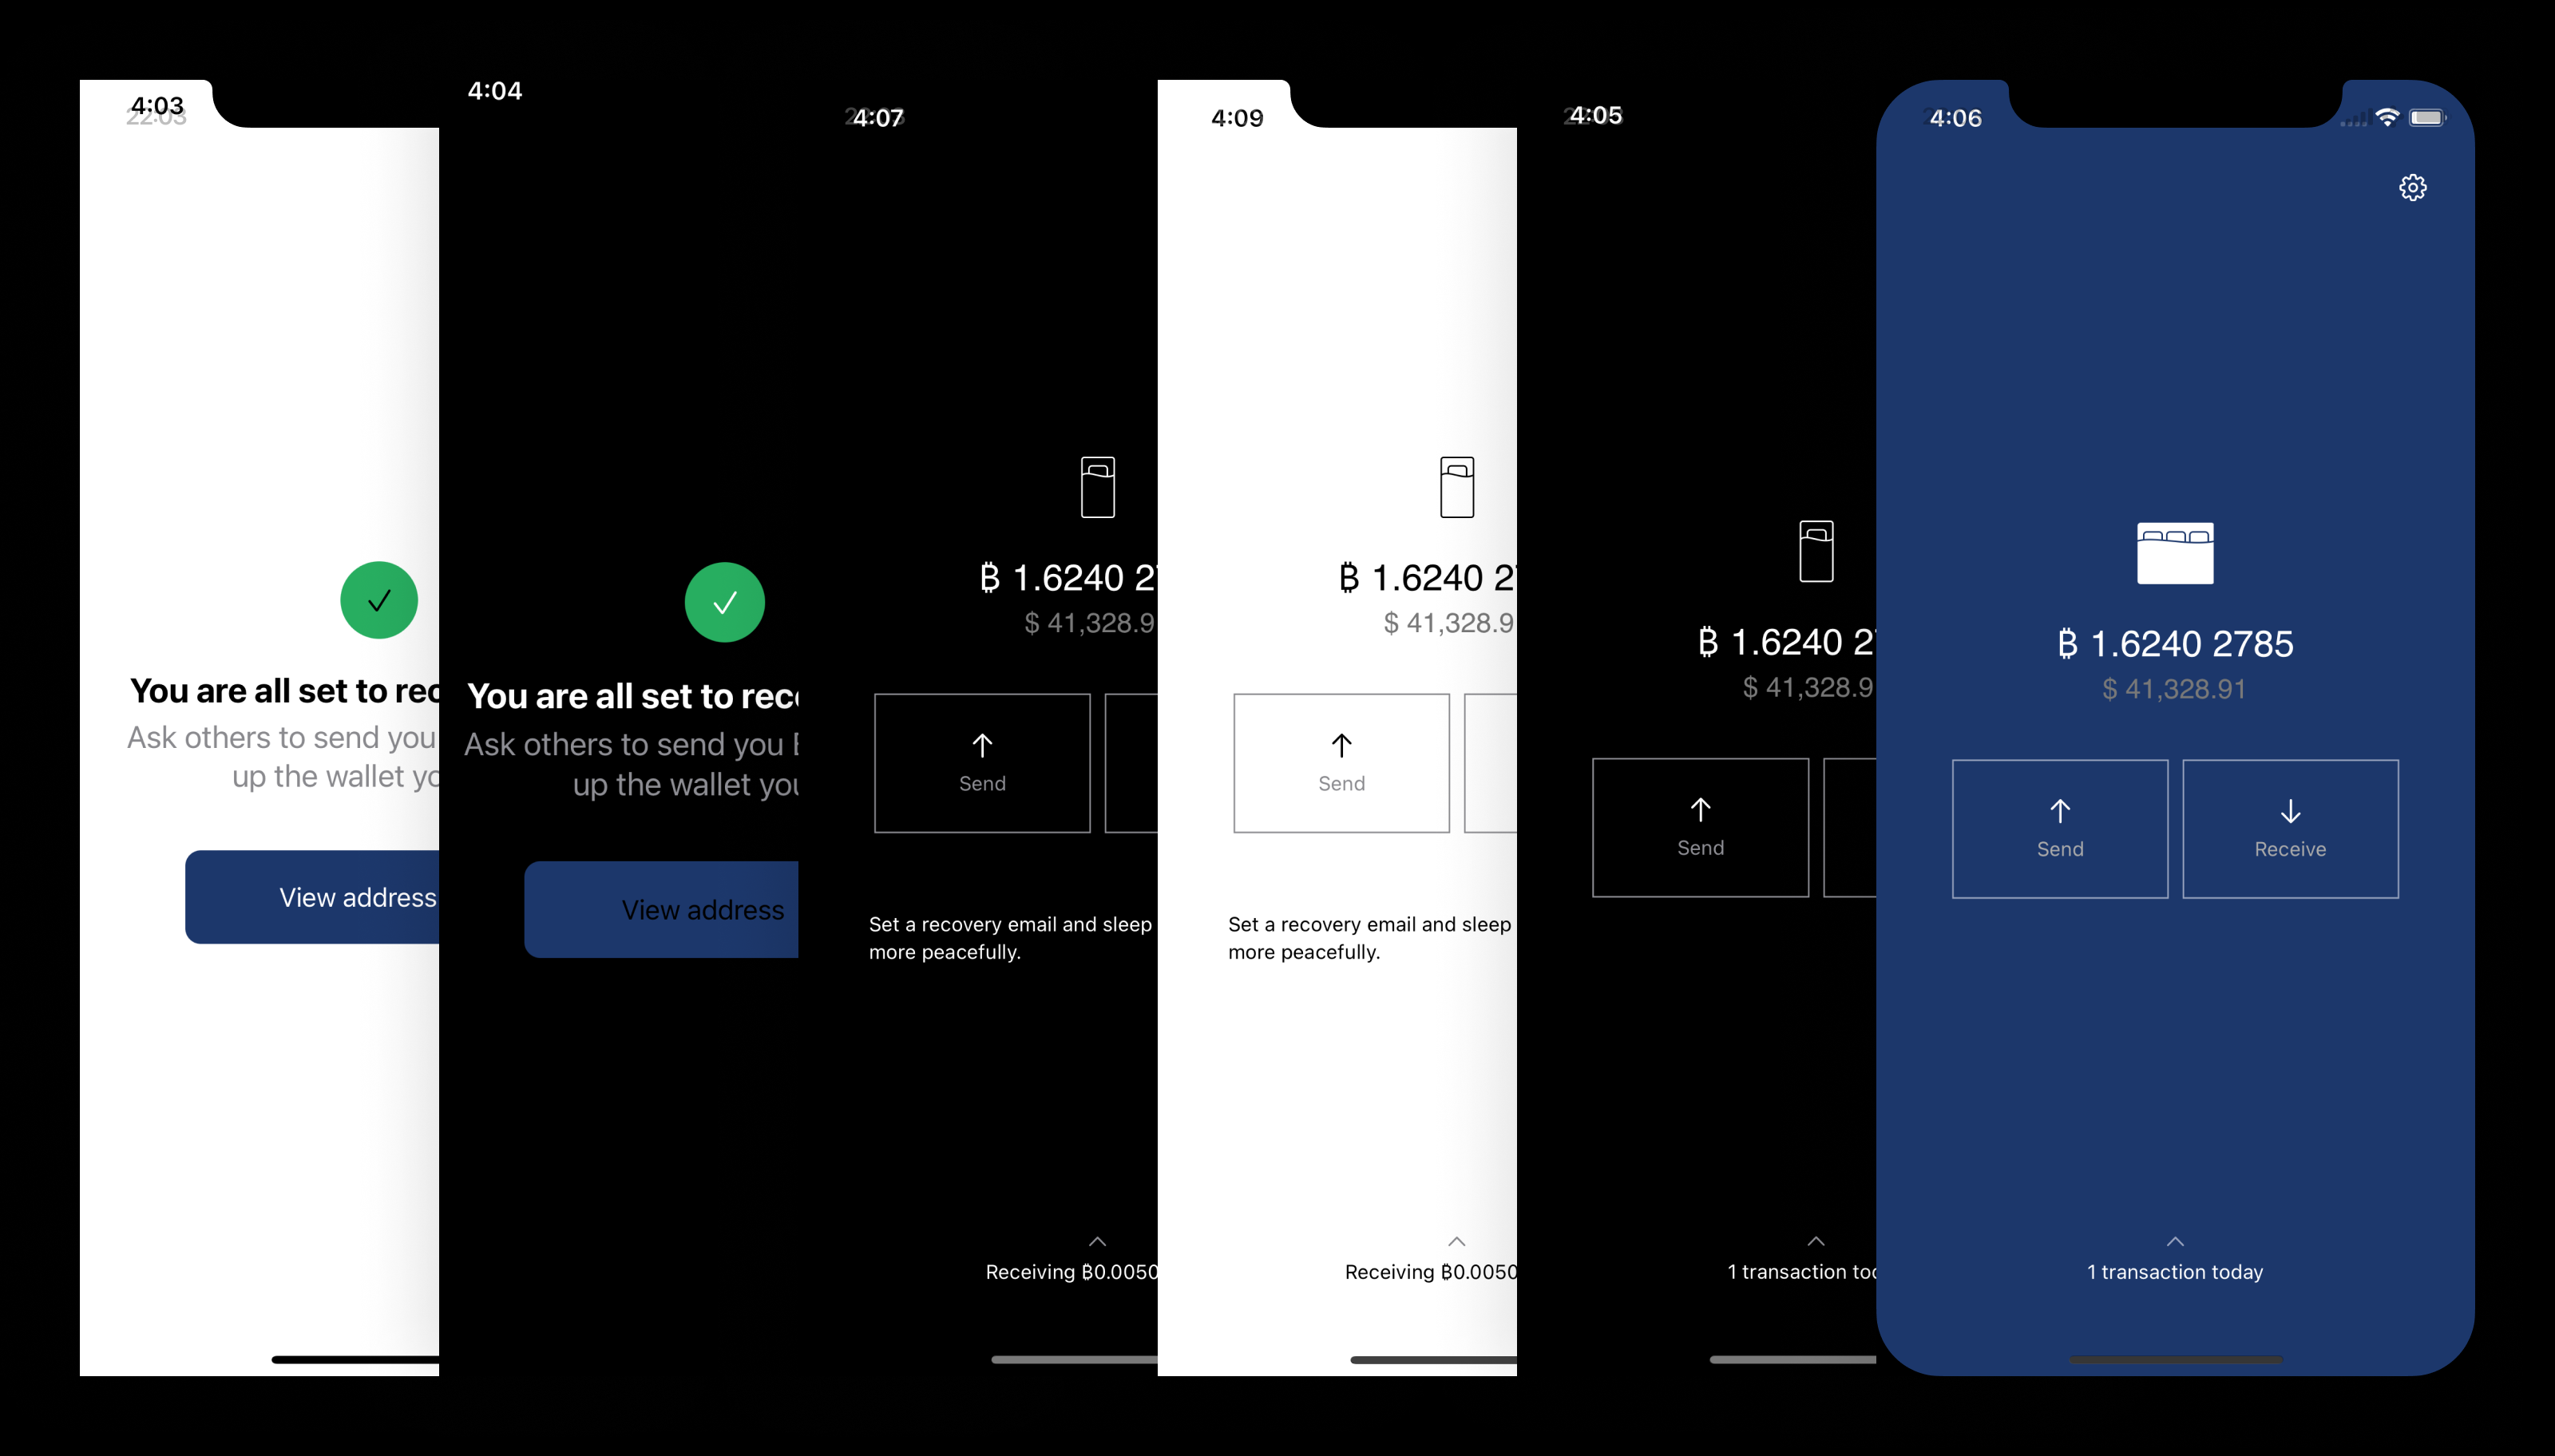 4:03
22:03
You are all set to rec
Ask others to send you
up the wallet yo
View address
4:04
You are all set to rec
Ask others to send you
up the wallet you
View address
4:07
₿ 1.6240 2
$ 41,328.9
Send
Set a recovery email and sleep
more peacefully.
Receiving ₿0.0050
4:09
₿ 1.6240 2
$ 41,328.9
Send
Set a recovery email and sleep
more peacefully.
Receiving ₿0.0050
4:05
₿ 1.6240 2
$ 41,328.9
Send
1 transaction to
4:06
₿ 1.6240 2785
$ 41,328.91
Send
Receive
1 transaction today